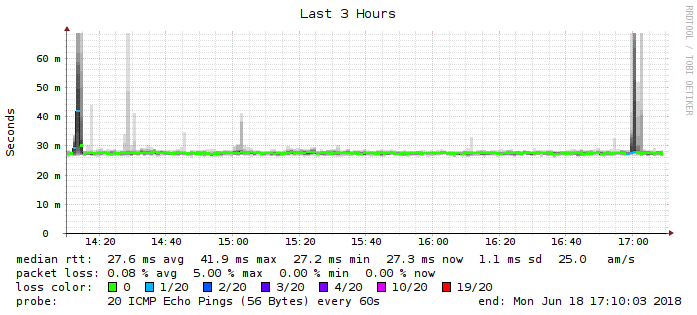 Last 3 Hours
RRDTOOL / TOBI OETIKER
Seconds
60 m
50 m
40 m
30 m
20 m
10 m
0
14:20 14:40 15:00 15:20 15:40 16:00 16:20 16:40 17:00
median rtt: 27.6 ms avg 41.9 ms max 27.2 ms min 27.3 ms now 1.1 ms sd 25.0 am/s
packet loss: 0.08 % avg 5.00 % max 0.00 % min 0.00 % now
loss color: 0 1/20 2/20 3/20 4/20 10/20 19/20
probe: 20 ICMP Echo Pings (56 Bytes) every 60s end: Mon Jun 18 17:10:03 2018